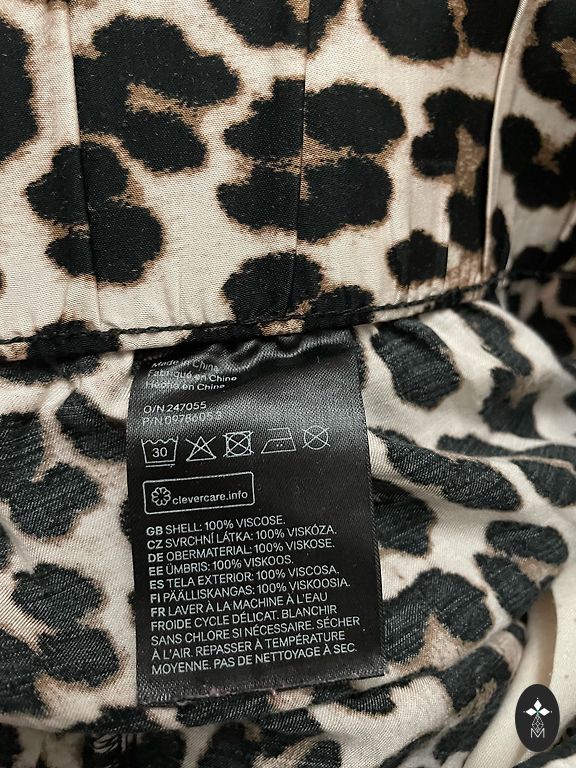 Made in China
Fabriqué en Chine
Hecho en China
O/N 247055
P/N 0978605 3
30
clevercare.info
GB SHELL: 100% VISCOSE.
CZ SVRCHNÍ LÁTKA: 100% VISKÓZA.
DE OBERMATERIAL: 100% VISKOSE.
EE ÜMBRIS: 100% VISKOOS.
ES TELA EXTERIOR: 100% VISCOSA.
FI PÄÄLLISKANGAS: 100% VISKOOSIA.
FR LAVER À LA MACHINE À L'EAU
FROIDE CYCLE DÉLICAT. BLANCHIR
SANS CHLORE SI NÉCESSAIRE. SÉCHER
À L'AIR. REPASSER À TEMPÉRATURE
MOYENNE. PAS DE NETTOYAGE À SEC.
M